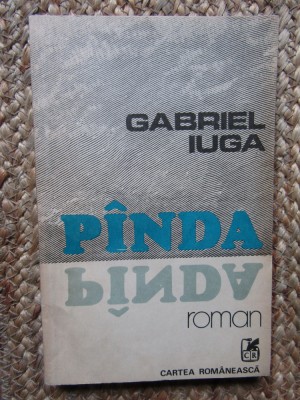 GABRIEL
IUGA
PÎNDA
PÎNDA
roman
CR
CARTEA ROMÂNEASCĂ